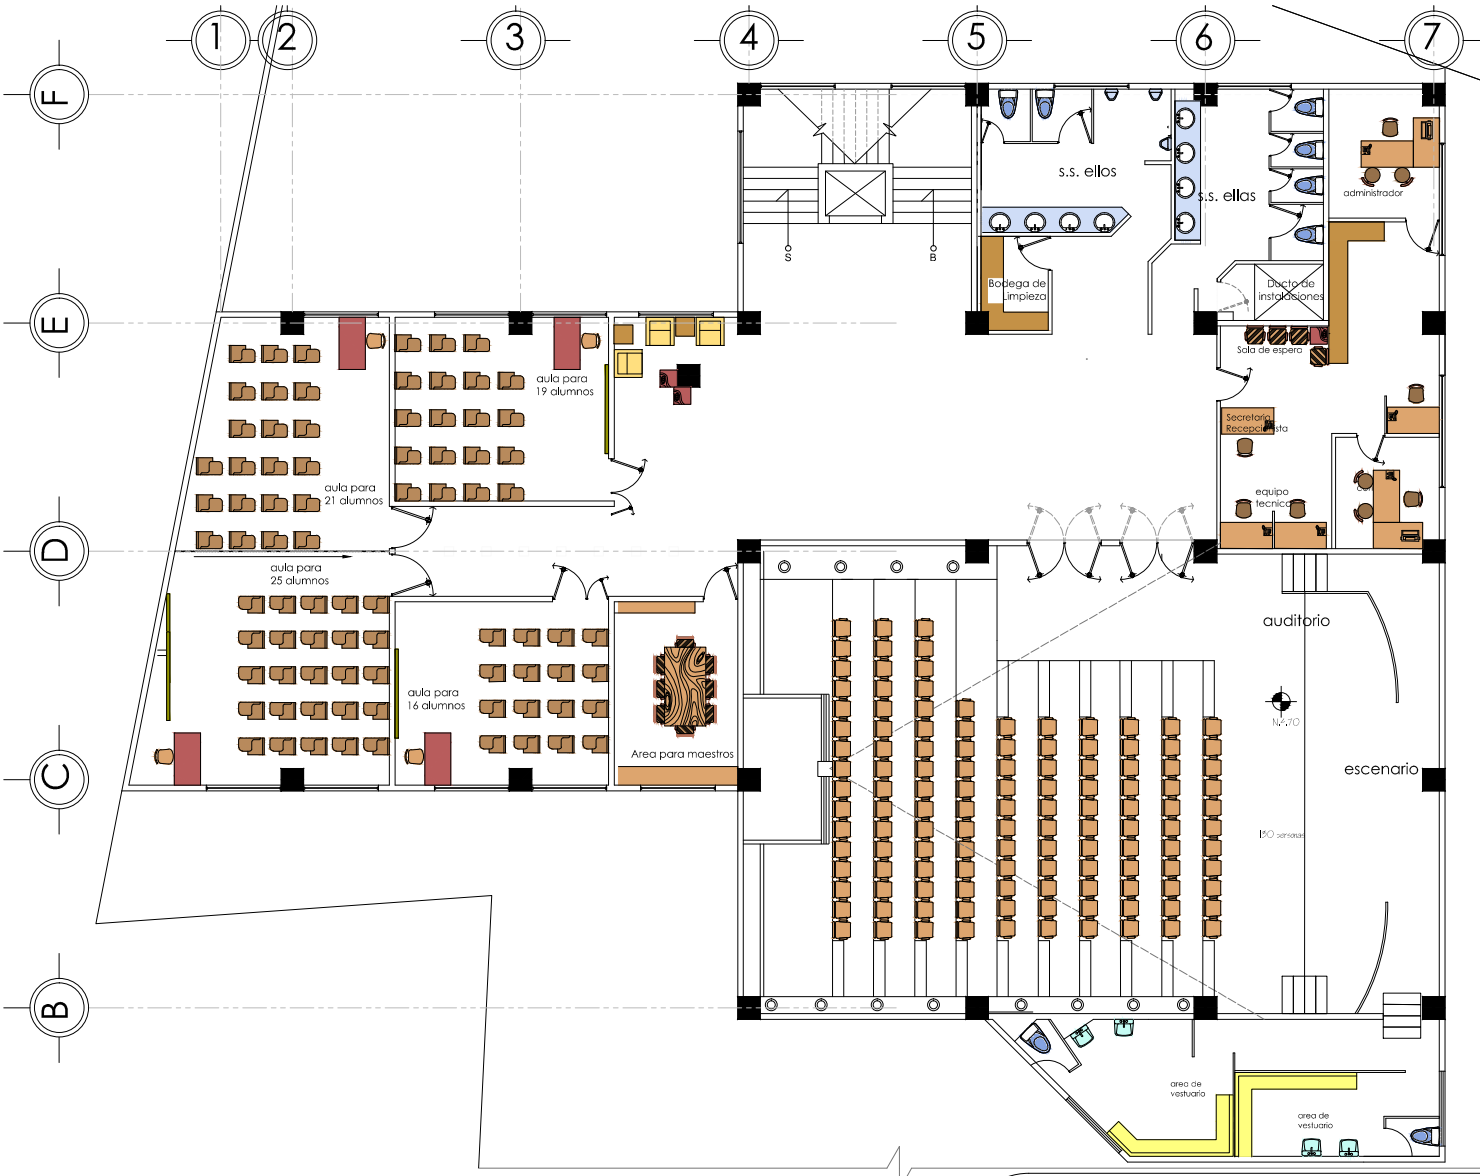 1
2
3
4
5
6
7
F
E
D
C
B
s.s. ellos
s.s. ellas
administrador
S
B
Bodega de
Limpieza
Ducto de
instalaciones
Sala de espera
aula para
19 alumnos
Secretaria
Recepcionista
aula para
21 alumnos
equipo
tecnico
aula para
25 alumnos
auditorio
aula para
16 alumnos
Area para maestros
escenario
personas
area de
vestuario
area de
vestuario